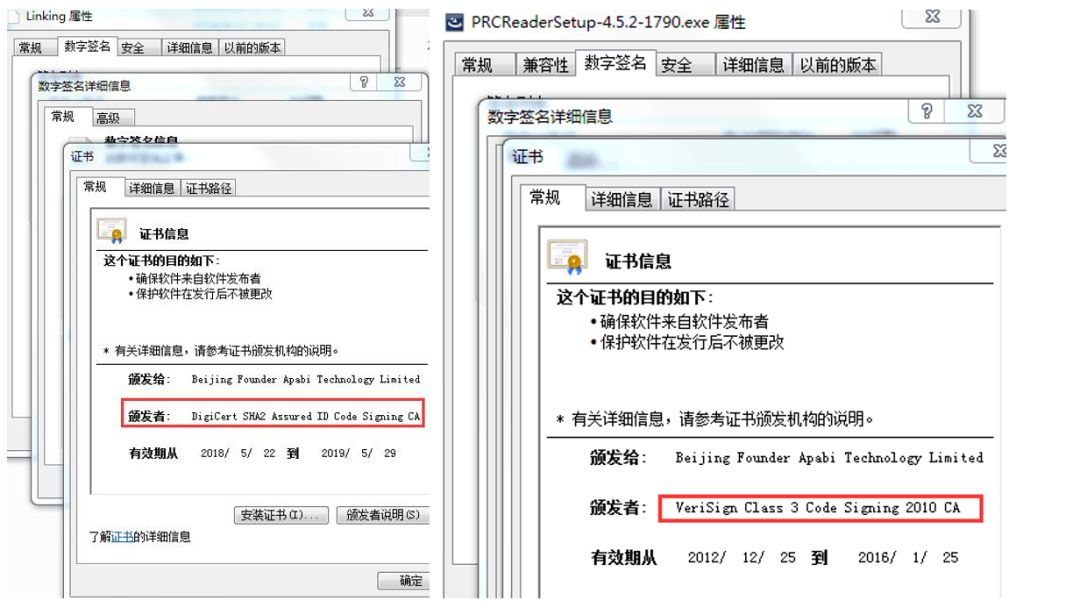 Linking 属性
常规 数字签名 安全 详细信息 以前的版本
数字签名详细信息
常规 高级
数字签名信息
证书
常规 详细信息 证书路径
证书信息
这个证书的目的如下:
•确保软件来自软件发布者
•保护软件在发行后不被更改
* 有关详细信息，请参考证书颁发机构的说明。
颁发给: Beijing Founder Apabi Technology Limited
颁发者: DigiCert SHA2 Assured ID Code Signing CA
有效期从 2018/ 5/ 22 到 2019/ 5/ 29
安装证书(I)... 颁发者说明(S)
了解证书的详细信息
确定
PRCReaderSetup-4.5.2-1790.exe 属性
常规 兼容性 数字签名 安全 详细信息 以前的版本
数字签名详细信息
证书
常规 详细信息 证书路径
证书信息
这个证书的目的如下:
•确保软件来自软件发布者
•保护软件在发行后不被更改
* 有关详细信息，请参考证书颁发机构的说明。
颁发给: Beijing Founder Apabi Technology Limited
颁发者: VeriSign Class 3 Code Signing 2010 CA
有效期从 2012/ 12/ 25 到 2016/ 1/ 25